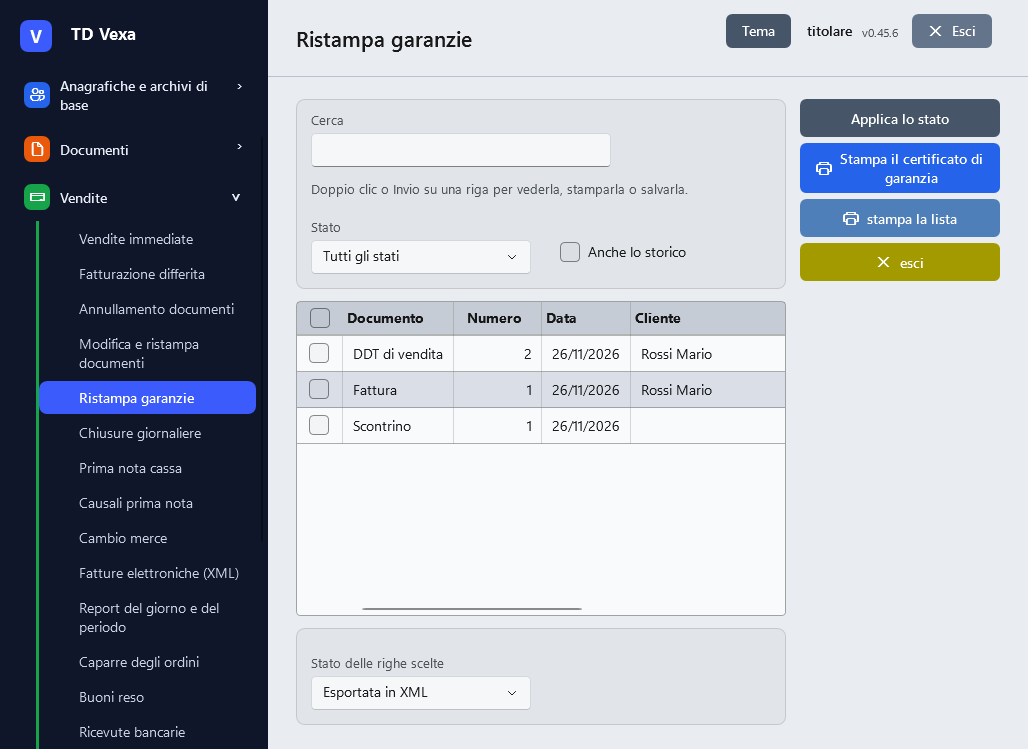 V TD Vexa
Anagrafiche e archivi di
base
Documenti
Vendite
Vendite immediate
Fatturazione differita
Annullamento documenti
Modifica e ristampa
documenti
Ristampa garanzie
Chiusure giornaliere
Prima nota cassa
Causali prima nota
Cambio merce
Fatture elettroniche (XML)
Report del giorno e del
periodo
Caparre degli ordini
Buoni reso
Ricevute bancarie
Ristampa garanzie
Tema titolare v0.45.6 Esci
Cerca
Doppio clic o Invio su una riga per vederla, stamparla o salvarla.
Stato
Tutti gli stati Anche lo storico
Documento Numero Data Cliente
DDT di vendita 2 26/11/2026 Rossi Mario
Fattura 1 26/11/2026 Rossi Mario
Scontrino 1 26/11/2026
Stato delle righe scelte
Esportata in XML
Applica lo stato
Stampa il certificato di
garanzia
stampa la lista
esci